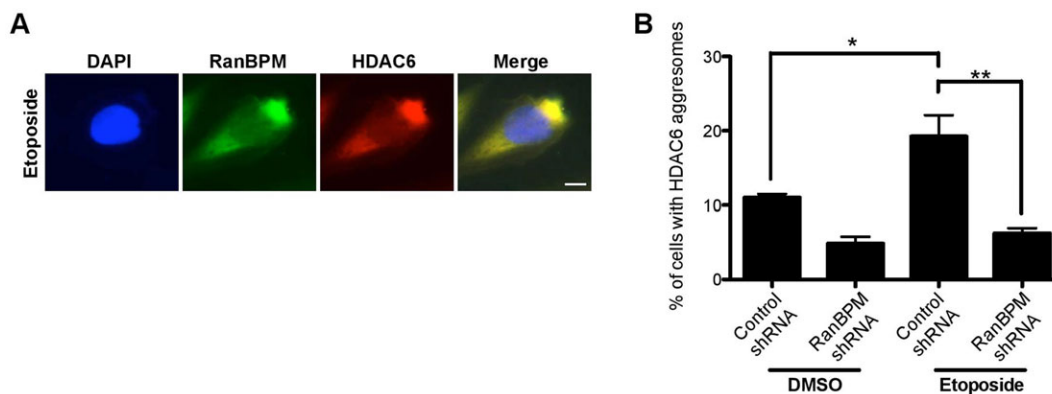 A
DAPI RanBPM HDAC6 Merge
Etoposide
B
% of cells with HDAC6 aggresomes
30
20
10
0
*
**
Control shRNA
RanBPM shRNA
Control shRNA
RanBPM shRNA
DMSO
Etoposide